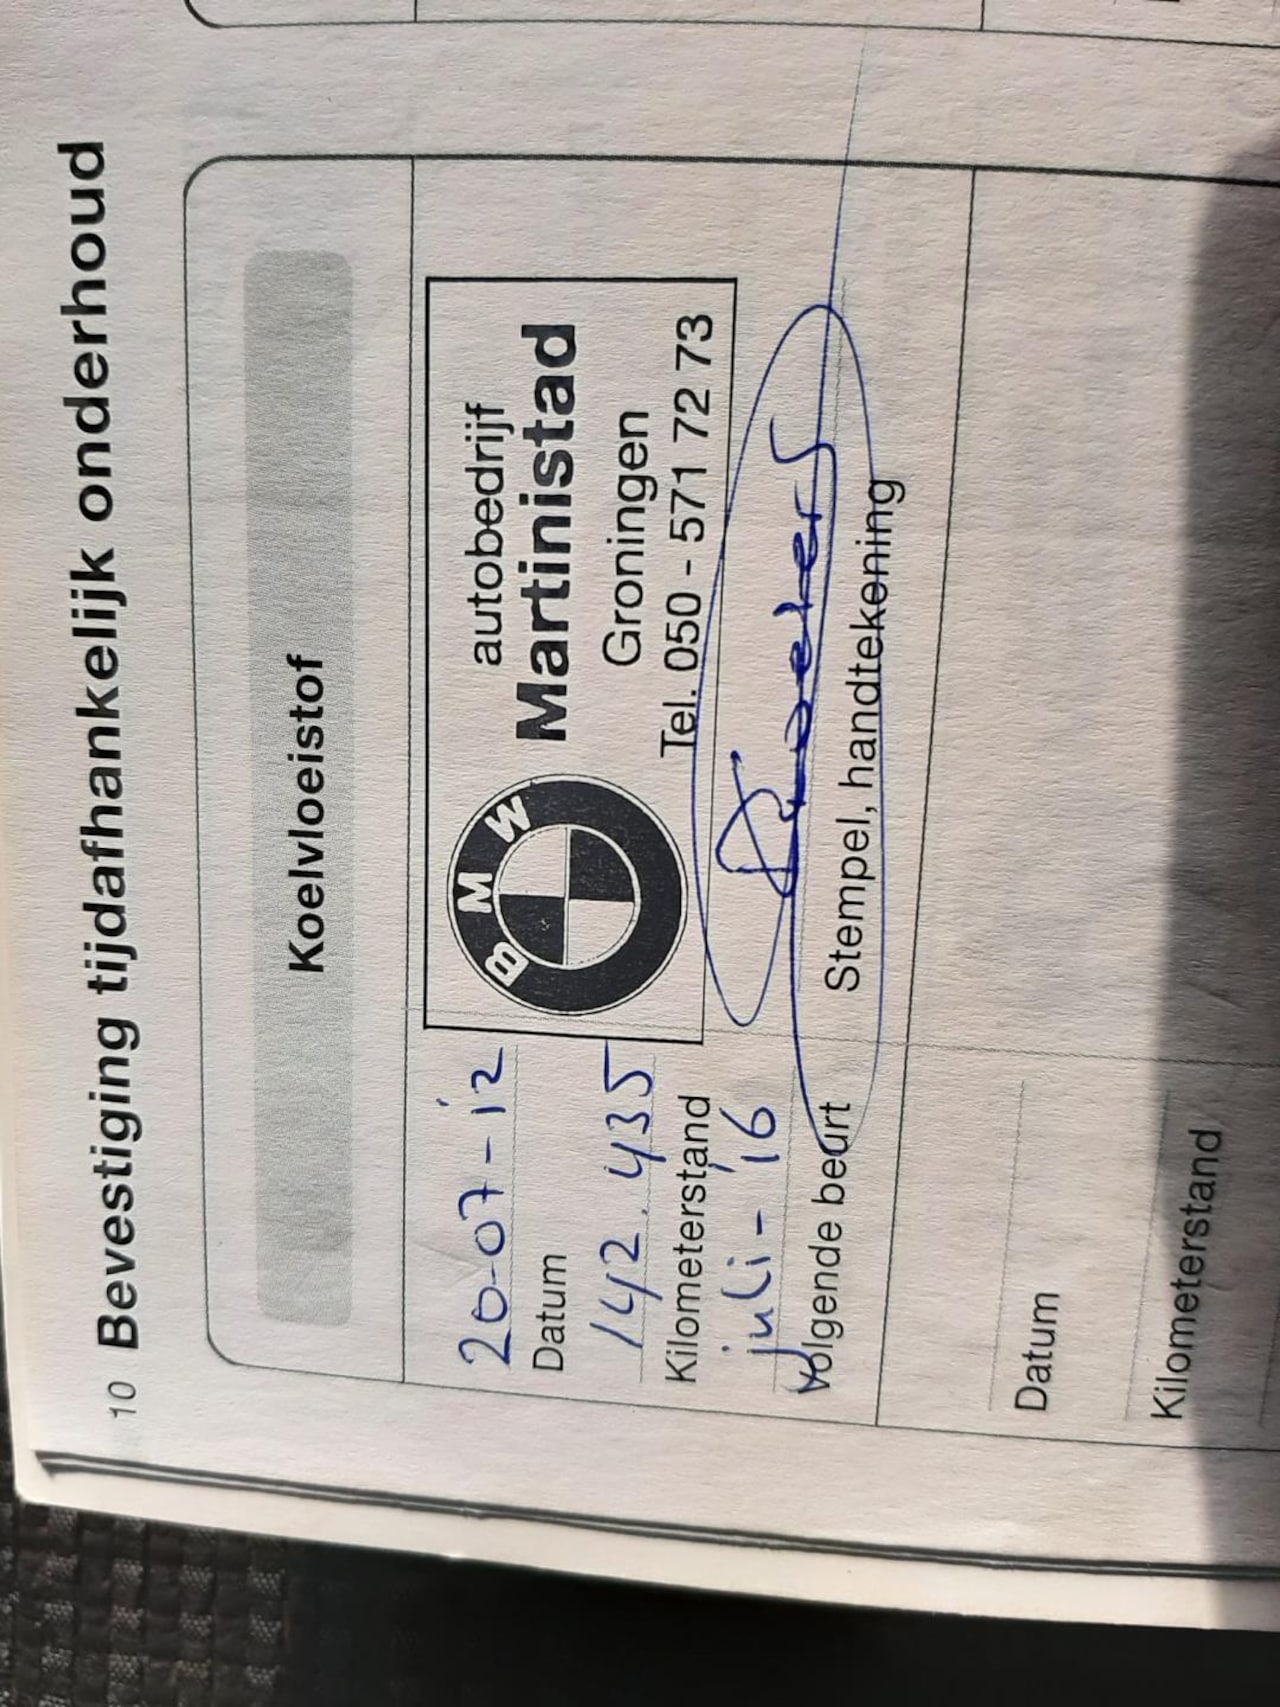 10 Bevestiging tijdafhankelijk onderhoud
Koelvloeistof
20-07-12
Datum
142.435
Kilometerstand
juli-16
Volgende beurt
BMW
autobedrijf
Martinistad
Groningen
Tel. 050 - 571 72 73
Stempel, handtekening
Datum
Kilometerstand